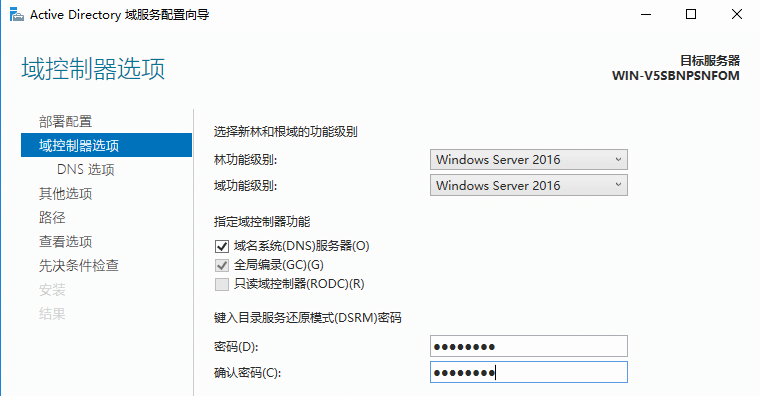 Active Directory 域服务配置向导
域控制器选项
目标服务器
WIN-V5SBNPSNFOM
部署配置
域控制器选项
DNS 选项
其他选项
路径
查看选项
先决条件检查
安装
结果
选择新林和根域的功能级别
林功能级别: Windows Server 2016
域功能级别: Windows Server 2016
指定域控制器功能
域名系统(DNS)服务器(O)
全局编录(GC)(G)
只读域控制器(RODC)(R)
键入目录服务还原模式(DSRM)密码
密码(D): ●●●●●●●●
确认密码(C): ●●●●●●●●